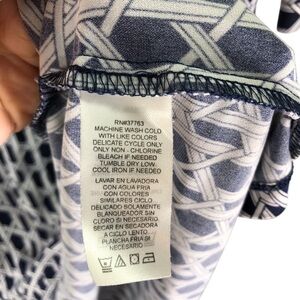 RN#37763
MACHINE WASH COLD
WITH LIKE COLORS
DELICATE CYCLE ONLY
ONLY NON - CHLORINE
BLEACH IF NEEDED
TUMBLE DRY LOW.
COOL IRON IF NEEDED
LAVAR EN LAVADORA
CON AGUA FRIA
CON COLORES
SIMILARES CICLO
DELICADO SOLAMENTE
BLANQUEADOR SIN
CLORO SI NECESARIO
SECAR EN SECADORA
A CICLO LENTO.
PLANCHA FRIA SI
NECESARIO